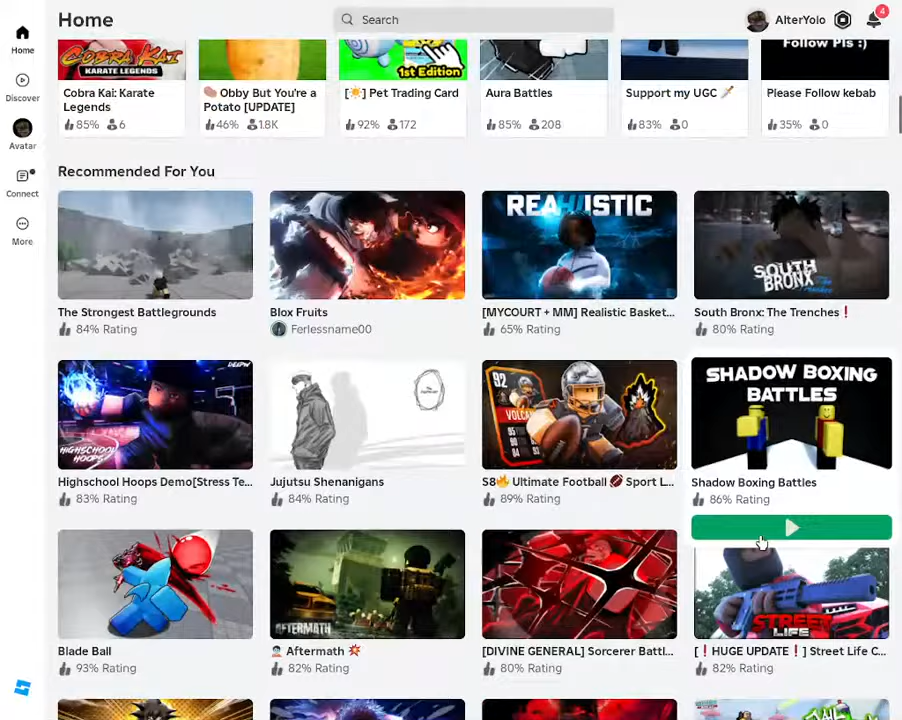 Home
Search
AlterYolo
4
Home
Discover
Avatar
Connect
More
COBRA KAI
KARATE LEGENDS
1st Edition
Follow Pls :)
Cobra Kai: Karate Legends
85% 6
🥔 Obby But You're a Potato [UPDATE]
46% 1.8K
[☀️] Pet Trading Card
92% 172
Aura Battles
85% 208
Support my UGC 🗡️
83% 0
Please Follow kebab
35% 0
Recommended For You
REALISTIC
SOUTH BRONX
The Strongest Battlegrounds
84% Rating
Blox Fruits
Ferlessname00
[MYCOURT + MM] Realistic Basket...
65% Rating
South Bronx: The Trenches❗
80% Rating
DEEPW
HIGHSCHOOL HOOPS
92
VOLCA
SHADOW BOXING
BATTLES
Highschool Hoops Demo[Stress Te...
83% Rating
Jujutsu Shenanigans
84% Rating
S8🔥 Ultimate Football 🏈 Sport L...
89% Rating
Shadow Boxing Battles
86% Rating
AFTERMATH
STREET LIFE
Blade Ball
93% Rating
🧟 Aftermath 💥
82% Rating
[DIVINE GENERAL] Sorcerer Battl...
80% Rating
[❗HUGE UPDATE❗] Street Life C...
82% Rating